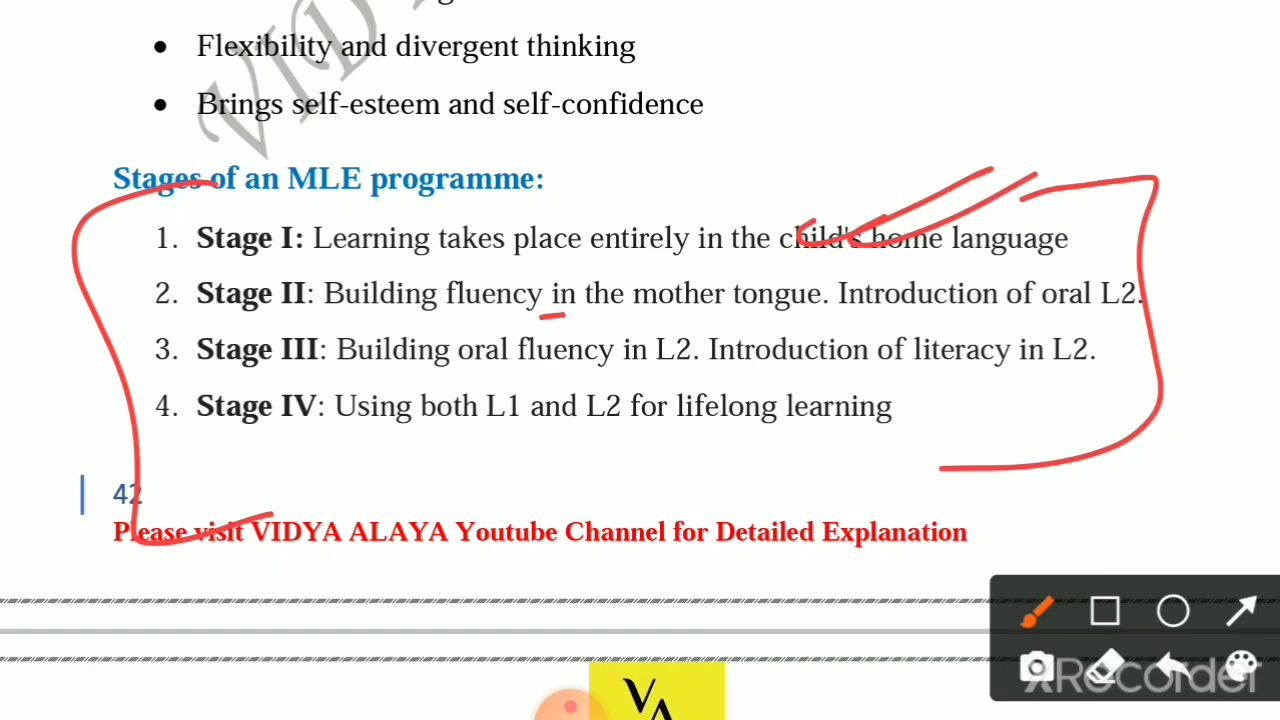 • Flexibility and divergent thinking
• Brings self-esteem and self-confidence
Stages of an MLE programme:
1. Stage I: Learning takes place entirely in the child's home language
2. Stage II: Building fluency in the mother tongue. Introduction of oral L2.
3. Stage III: Building oral fluency in L2. Introduction of literacy in L2.
4. Stage IV: Using both L1 and L2 for lifelong learning
42
Please visit VIDYA ALAYA Youtube Channel for Detailed Explanation
XRecorder
VA